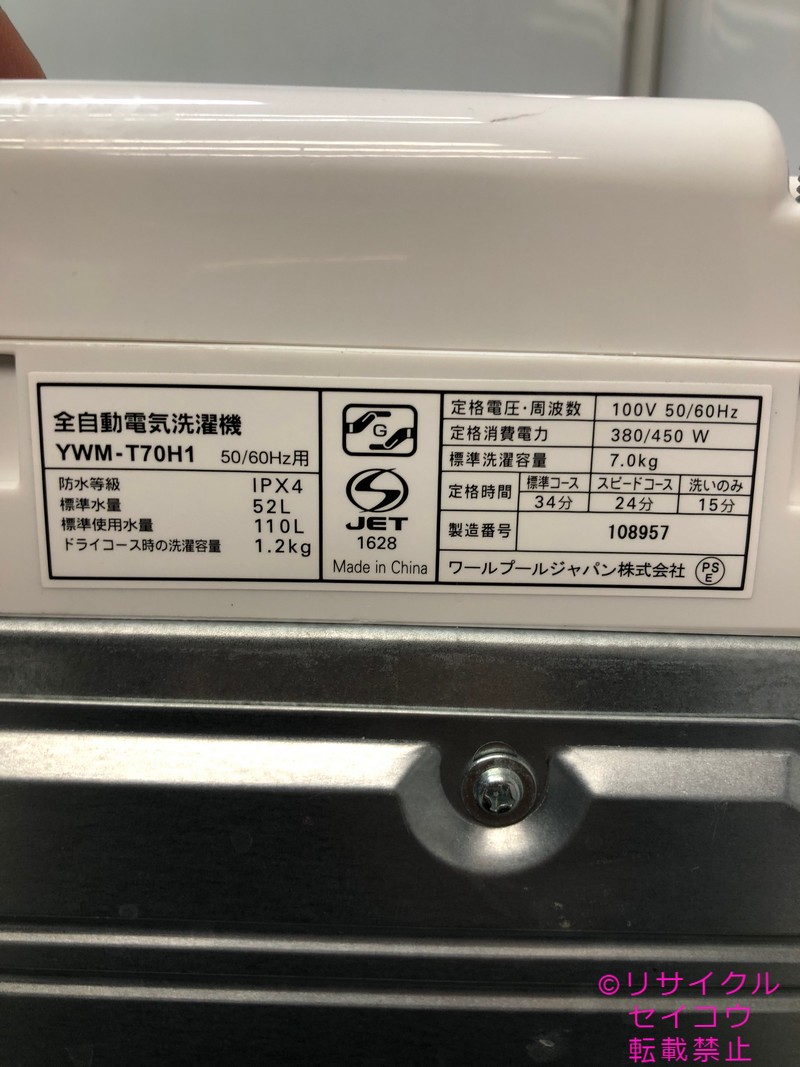 全自動電気洗濯機
YWM-T70H1 50/60Hz用
防水等級 IPX4
標準水量 52L
標準使用水量 110L
ドライコース時の洗濯容量 1.2kg
G
JET
1628
Made in China
定格電圧・周波数 100V 50/60Hz
定格消費電力 380/450 W
標準洗濯容量 7.0kg
定格時間 標準コース スピードコース 洗いのみ
34分 24分 15分
製造番号 108957
ワールプールジャパン株式会社 PSE
©リサイクル
セイコウ
転載禁止